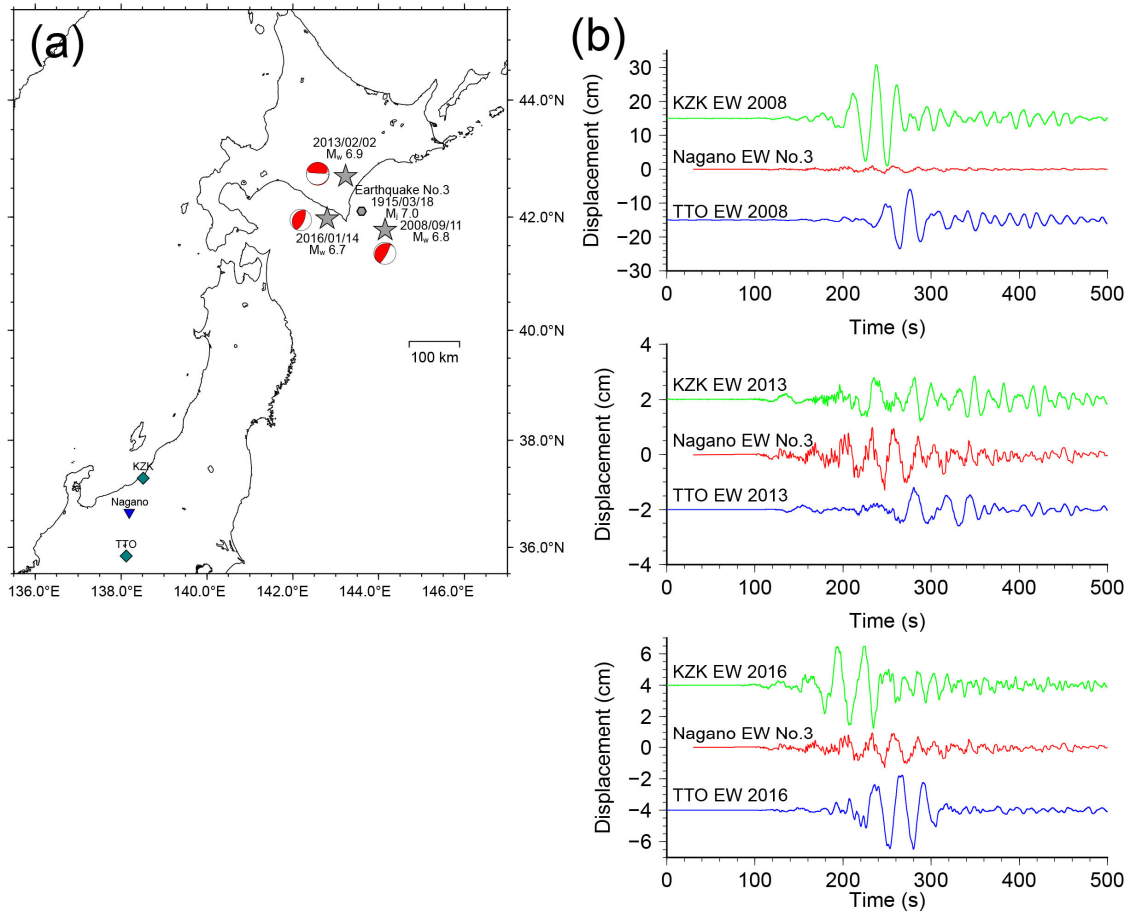 (a)
44.0°N
42.0°N
40.0°N
38.0°N
36.0°N
136.0°E
138.0°E
140.0°E
142.0°E
144.0°E
146.0°E
2013/02/02
Mw 6.9
Earthquake No.3
1915/03/18
Mj 7.0
2008/09/11
Mw 6.8
2016/01/14
Mw 6.7
100 km
KZK
Nagano
TTO
(b)
Displacement (cm)
30
20
10
0
−10
−20
−30
KZK EW 2008
Nagano EW No.3
TTO EW 2008
0 100 200 300 400 500
Time (s)
Displacement (cm)
4
2
0
−2
−4
KZK EW 2013
Nagano EW No.3
TTO EW 2013
0 100 200 300 400 500
Time (s)
Displacement (cm)
6
4
2
0
−2
−4
−6
KZK EW 2016
Nagano EW No.3
TTO EW 2016
0 100 200 300 400 500
Time (s)